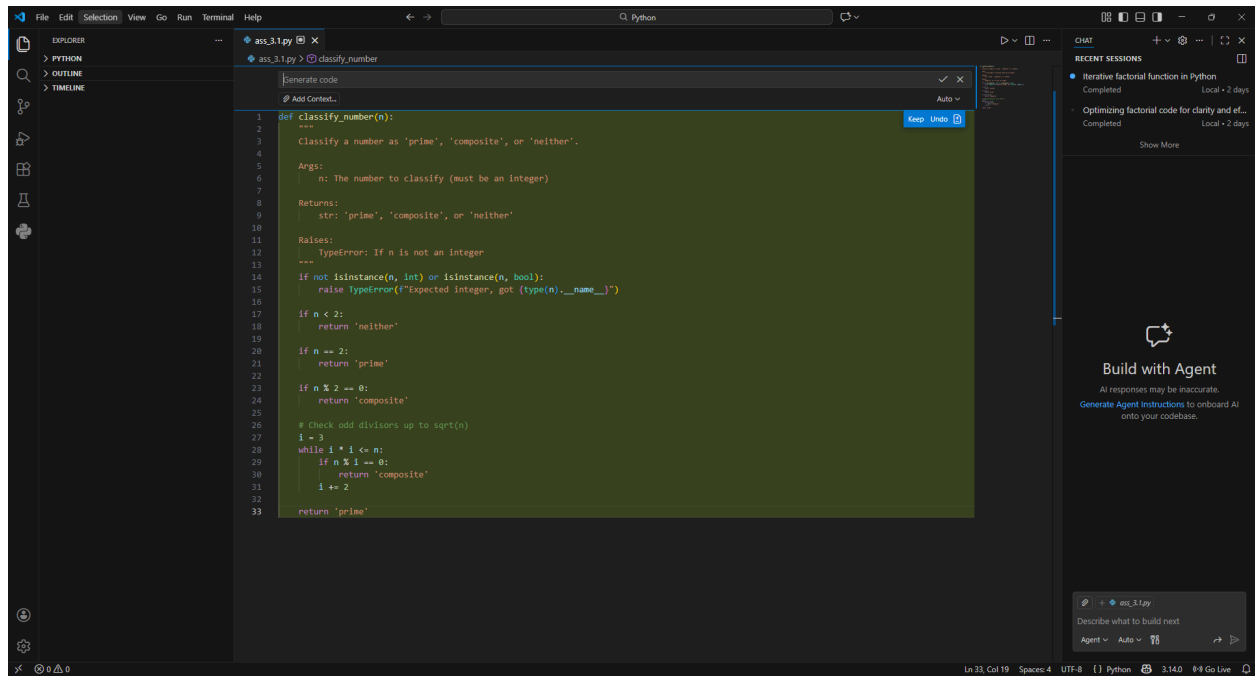 File Edit Selection View Go Run Terminal Help
Python
EXPLORER
PYTHON
OUTLINE
TIMELINE
ass_3.1.py
ass_3.1.py > classify_number
Generate code
Add Context...
Auto
Keep Undo
1 def classify_number(n):
2 """
3 Classify a number as 'prime', 'composite', or 'neither'.
4
5 Args:
6 n: The number to classify (must be an integer)
7
8 Returns:
9 str: 'prime', 'composite', or 'neither'
10
11 Raises:
12 TypeError: If n is not an integer
13 """
14 if not isinstance(n, int) or isinstance(n, bool):
15 raise TypeError(f"Expected integer, got {type(n).__name__}")
16
17 if n < 2:
18 return 'neither'
19
20 if n == 2:
21 return 'prime'
22
23 if n % 2 == 0:
24 return 'composite'
25
26 # Check odd divisors up to sqrt(n)
27 i = 3
28 while i * i <= n:
29 if n % i == 0:
30 return 'composite'
31 i += 2
32
33 return 'prime'
CHAT
RECENT SESSIONS
Iterative factorial function in Python
Completed Local • 2 days
Optimizing factorial code for clarity and ef...
Completed Local • 2 days
Show More
Build with Agent
AI responses may be inaccurate.
Generate Agent Instructions to onboard AI
onto your codebase.
ass_3.1.py
Describe what to build next
Agent Auto
0 0
Ln 33, Col 19 Spaces: 4 UTF-8 {} Python 3.14.0 Go Live